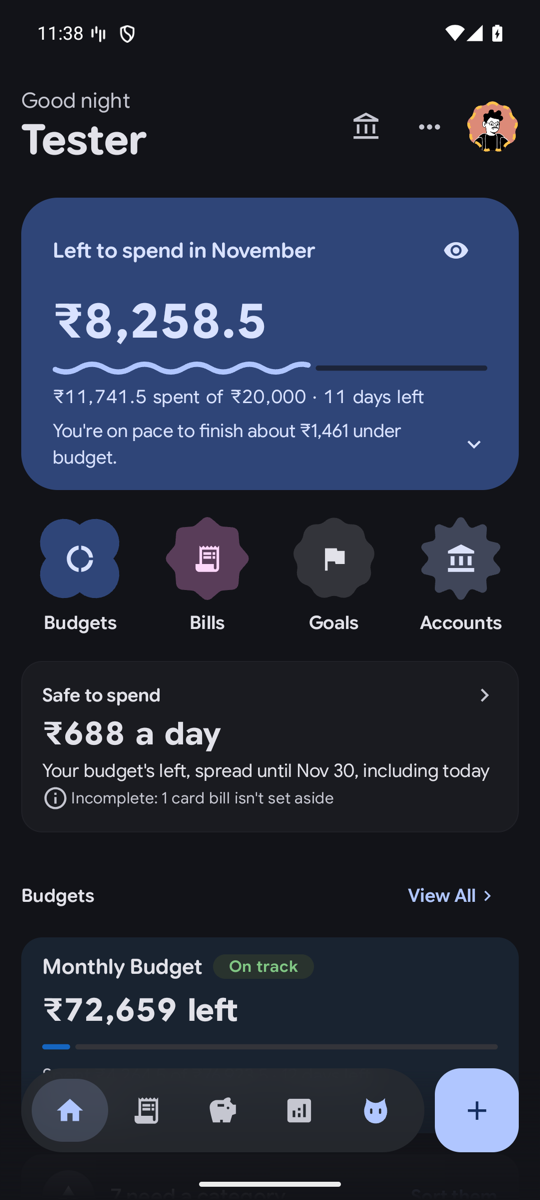 11:38
Good night
Tester
Left to spend in November
₹8,258.5
₹11,741.5 spent of ₹20,000 · 11 days left
You're on pace to finish about ₹1,461 under
budget.
Budgets
Bills
Goals
Accounts
Safe to spend
₹688 a day
Your budget's left, spread until Nov 30, including today
Incomplete: 1 card bill isn't set aside
Budgets
View All
Monthly Budget
On track
₹72,659 left